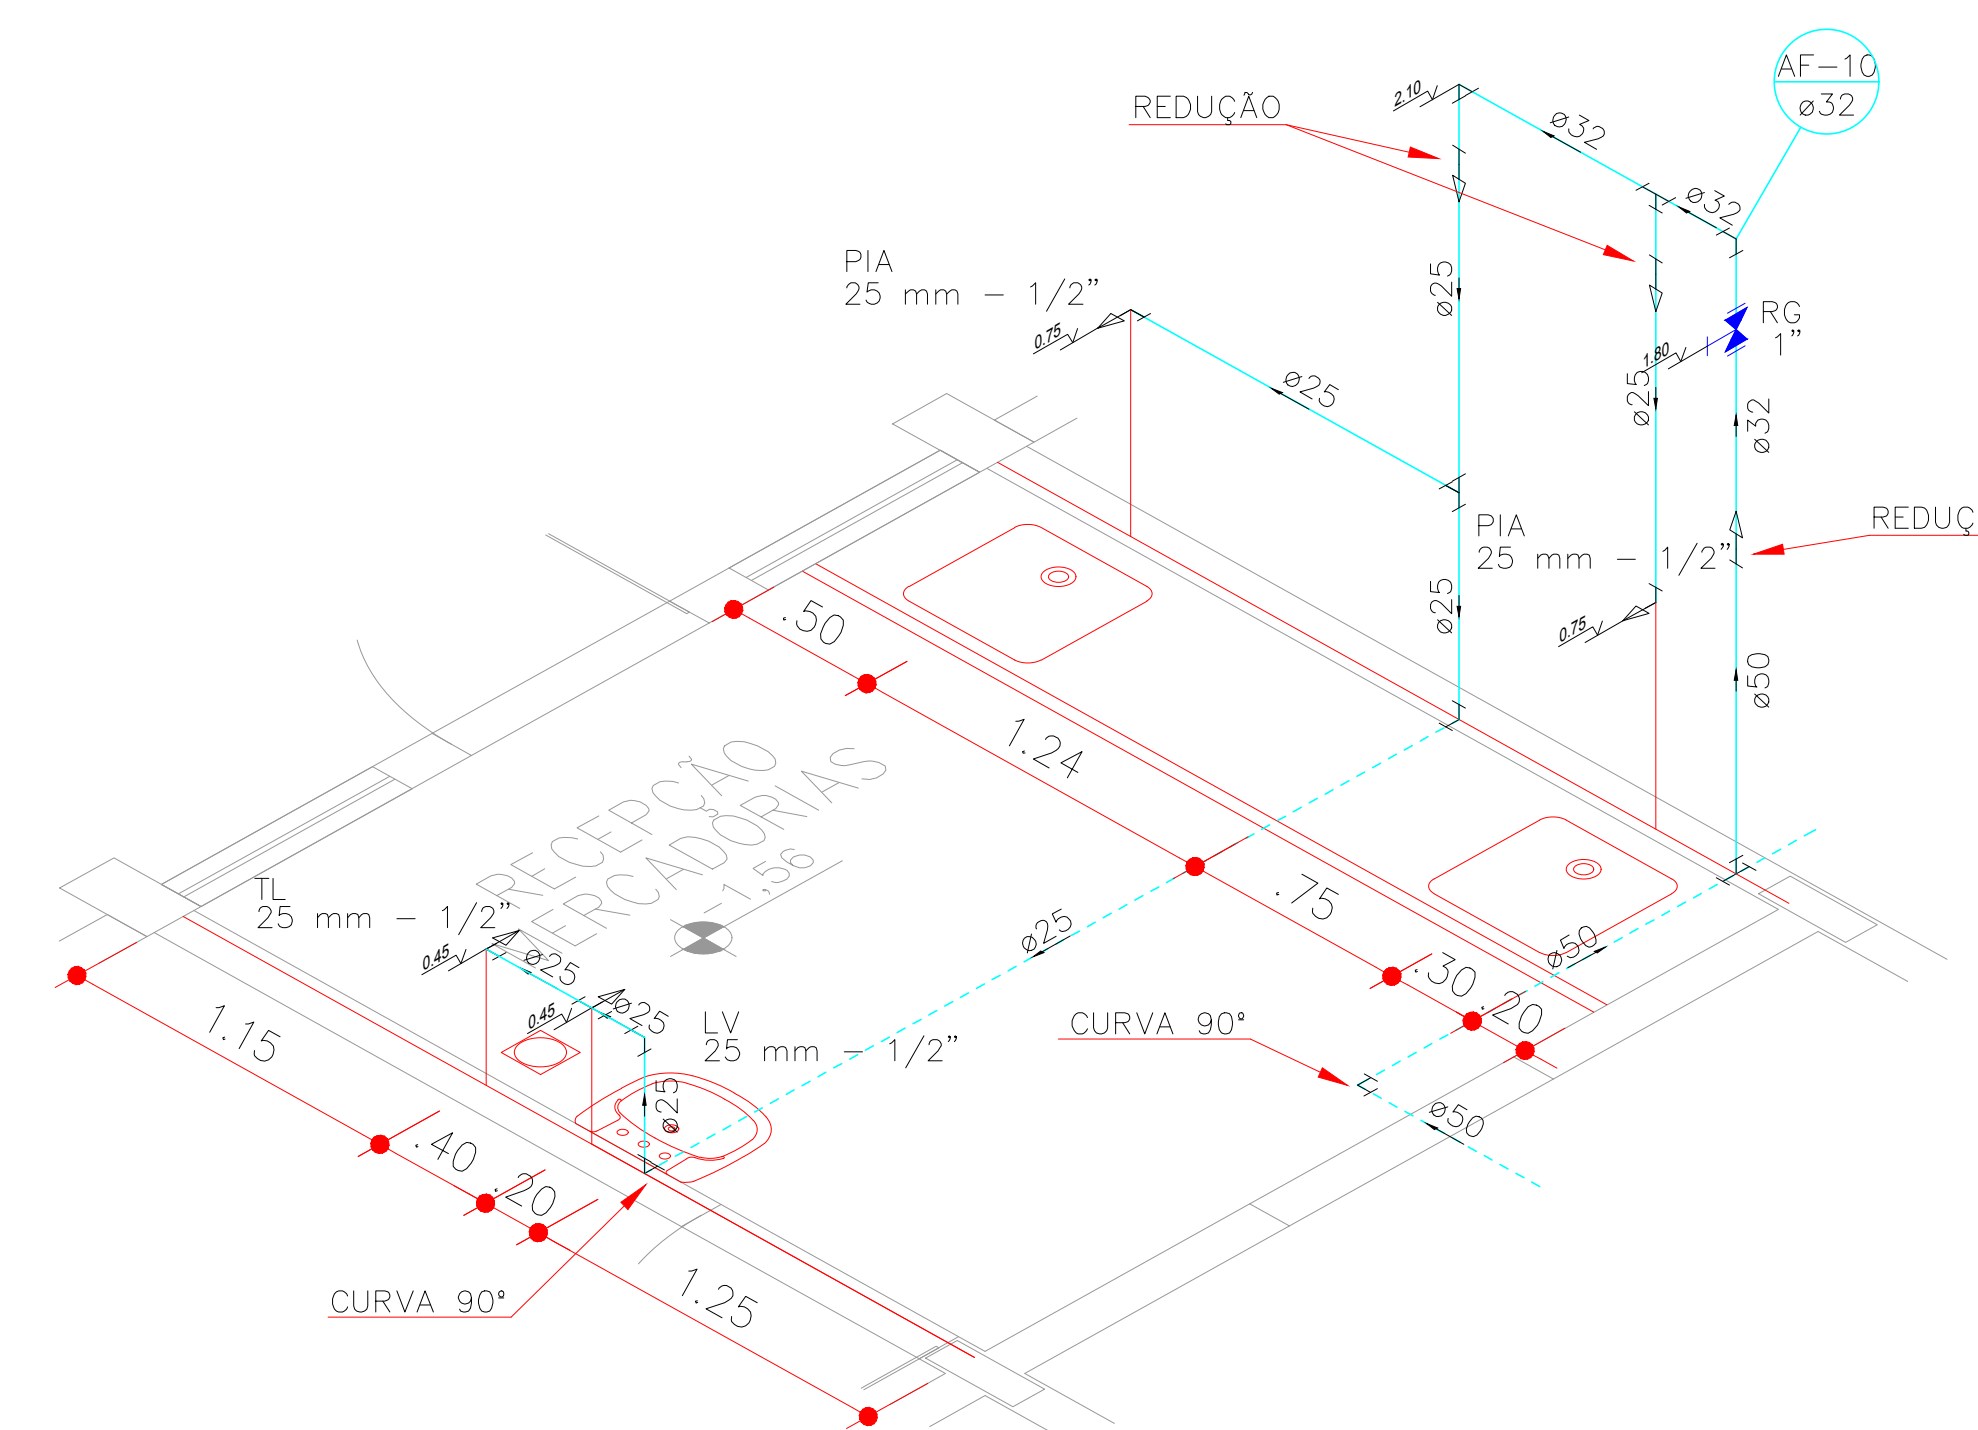 AF-10
ø32
2.10
REDUÇÃO
ø32
ø32
PIA
25 mm - 1/2"
0.75
ø25
RG
1"
1.80
ø25
ø25
ø32
PIA
25 mm - 1/2"
REDUÇ
ø25
0.75
ø50
.50
1.24
RECEPÇÃO
MERCADORIAS
-1,56
TL
25 mm - 1/2"
0.45
ø25
0.45
ø25
LV
25 mm - 1/2"
ø25
ø25
.75
.30
.20
ø50
CURVA 90º
ø50
1.15
.40
.20
1.25
CURVA 90º